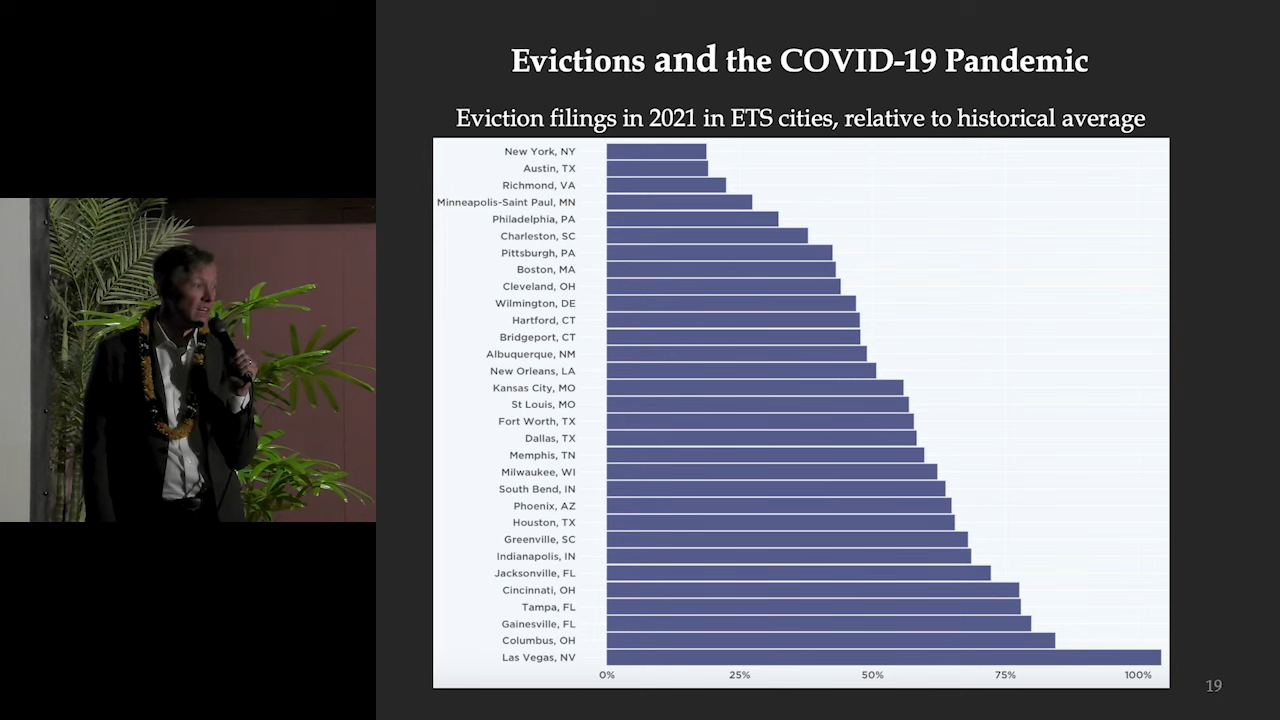 Evictions and the COVID-19 Pandemic
Eviction filings in 2021 in ETS cities, relative to historical average
New York, NY
Austin, TX
Richmond, VA
Minneapolis-Saint Paul, MN
Philadelphia, PA
Charleston, SC
Pittsburgh, PA
Boston, MA
Cleveland, OH
Wilmington, DE
Hartford, CT
Bridgeport, CT
Albuquerque, NM
New Orleans, LA
Kansas City, MO
St Louis, MO
Fort Worth, TX
Dallas, TX
Memphis, TN
Milwaukee, WI
South Bend, IN
Phoenix, AZ
Houston, TX
Greenville, SC
Indianapolis, IN
Jacksonville, FL
Cincinnati, OH
Tampa, FL
Gainesville, FL
Columbus, OH
Las Vegas, NV
0% 25% 50% 75% 100%
19